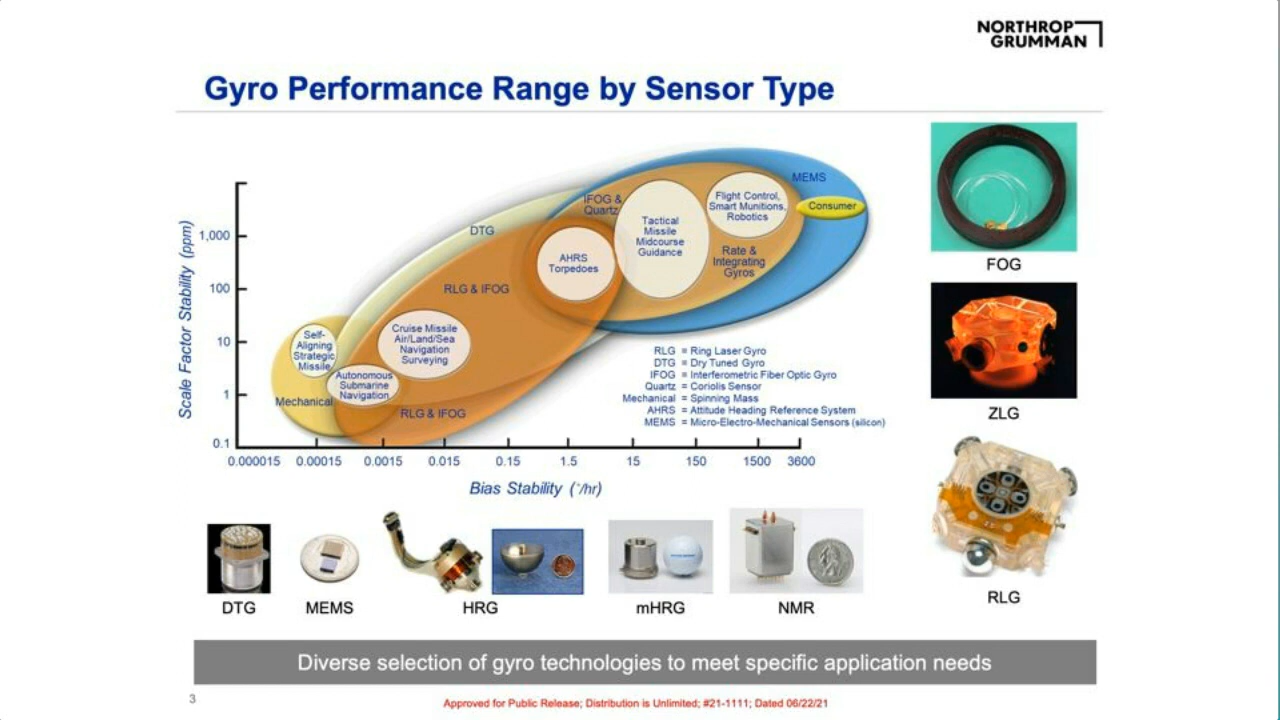 NORTHROP
GRUMMAN
Gyro Performance Range by Sensor Type
Scale Factor Stability (ppm)
1,000
100
10
1
0.1
0.000015 0.00015 0.0015 0.015 0.15 1.5 15 150 1500 3600
Bias Stability (°/hr)
MEMS
Consumer
Flight Control,
Smart Munitions,
Robotics
IFOG &
Quartz
Tactical
Missile
Midcourse
Guidance
Rate &
Integrating
Gyros
DTG
AHRS
Torpedoes
RLG & IFOG
Cruise Missile
Air/Land/Sea
Navigation
Surveying
Self-
Aligning
Strategic
Missile
Autonomous
Submarine
Navigation
Mechanical
RLG & IFOG
RLG = Ring Laser Gyro
DTG = Dry Tuned Gyro
IFOG = Interferometric Fiber Optic Gyro
Quartz = Coriolis Sensor
Mechanical = Spinning Mass
AHRS = Attitude Heading Reference System
MEMS = Micro-Electro-Mechanical Sensors (silicon)
FOG
ZLG
RLG
DTG
MEMS
HRG
mHRG
NMR
Diverse selection of gyro technologies to meet specific application needs
3
Approved for Public Release; Distribution is Unlimited; #21-1111; Dated 06/22/21